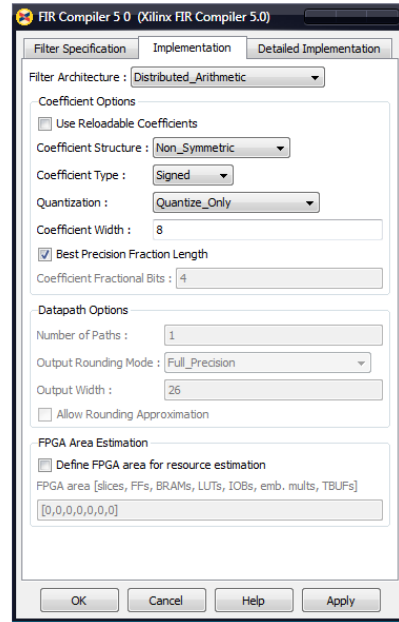 FIR Compiler 5 0 (Xilinx FIR Compiler 5.0)
Filter Specification Implementation Detailed Implementation
Filter Architecture : Distributed_Arithmetic
Coefficient Options
Use Reloadable Coefficients
Coefficient Structure : Non_Symmetric
Coefficient Type : Signed
Quantization : Quantize_Only
Coefficient Width : 8
Best Precision Fraction Length
Coefficient Fractional Bits : 4
Datapath Options
Number of Paths : 1
Output Rounding Mode : Full_Precision
Output Width : 26
Allow Rounding Approximation
FPGA Area Estimation
Define FPGA area for resource estimation
FPGA area [slices, FFs, BRAMs, LUTs, IOBs, emb. mults, TBUFs]
[0,0,0,0,0,0,0]
OK Cancel Help Apply